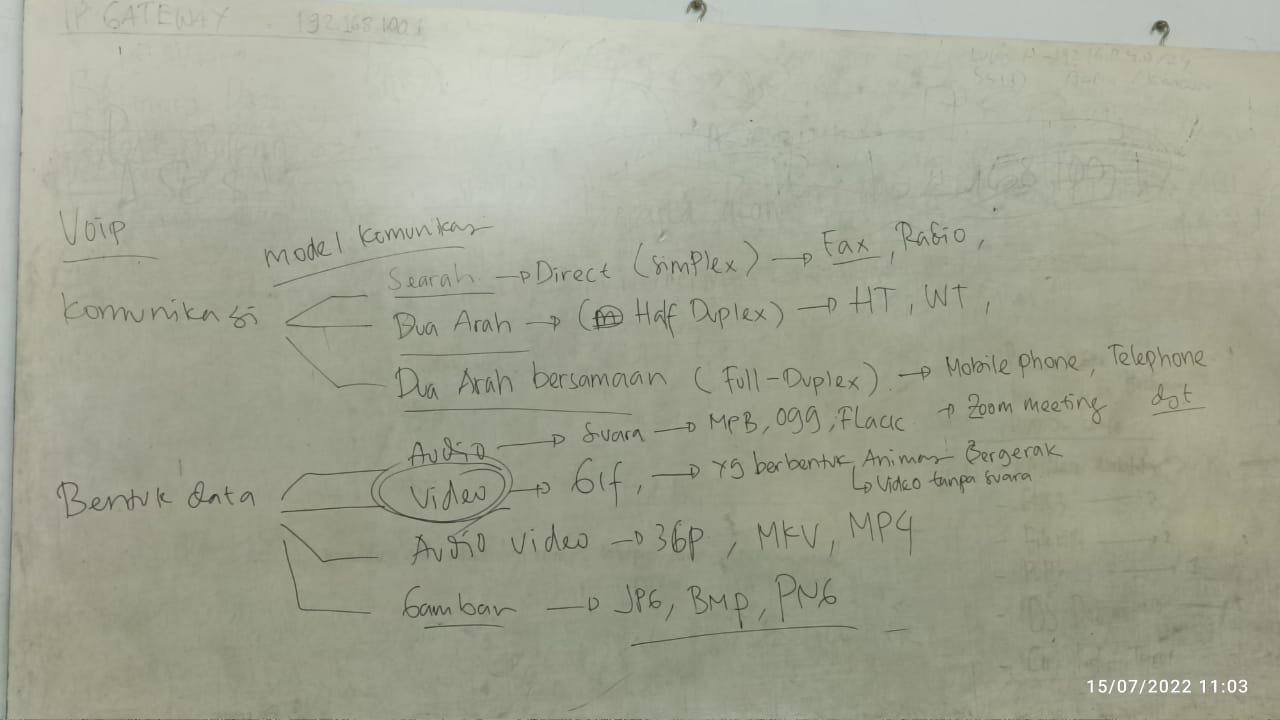 IP GATEWAY 192.168.100.1
Voip
model komunikasi
komunikasi
Searah → Direct (simplex) → Fax, Radio,
Dua Arah → (Half Duplex) → HT, WT,
Dua Arah bersamaan (Full-Duplex) → Mobile phone, Telephone
→ Zoom meeting dst
Bentuk data
Audio → Suara → MP3, Ogg, Flacc
Video → Gif, → yg berbentuk Animasi Bergerak
↳ Video tanpa suara
Audio video → 3Gp, MKV, MP4
Gambar → JPG, BMP, PNG
15/07/2022 11:03